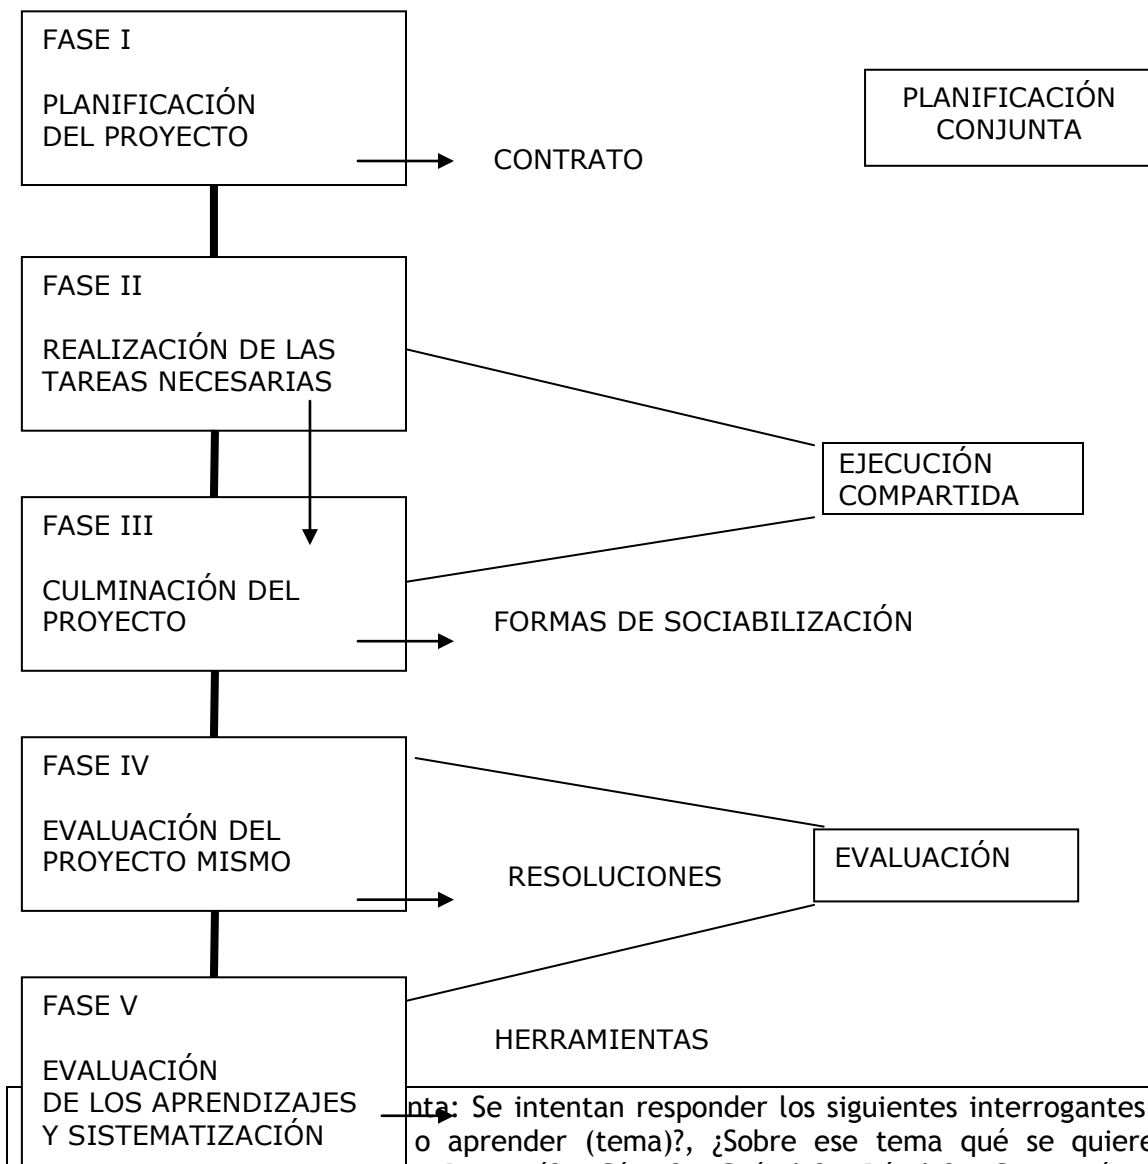 FASE I
PLANIFICACIÓN
DEL PROYECTO
CONTRATO
PLANIFICACIÓN
CONJUNTA
FASE II
REALIZACIÓN DE LAS
TAREAS NECESARIAS
EJECUCIÓN
COMPARTIDA
FASE III
CULMINACIÓN DEL
PROYECTO
FORMAS DE SOCIABILIZACIÓN
FASE IV
EVALUACIÓN DEL
PROYECTO MISMO
RESOLUCIONES
EVALUACIÓN
FASE V
EVALUACIÓN
DE LOS APRENDIZAJES
Y SISTEMATIZACIÓN
HERRAMIENTAS
nta: Se intentan responder los siguientes interrogantes
o aprender (tema)?, ¿Sobre ese tema qué se quiere